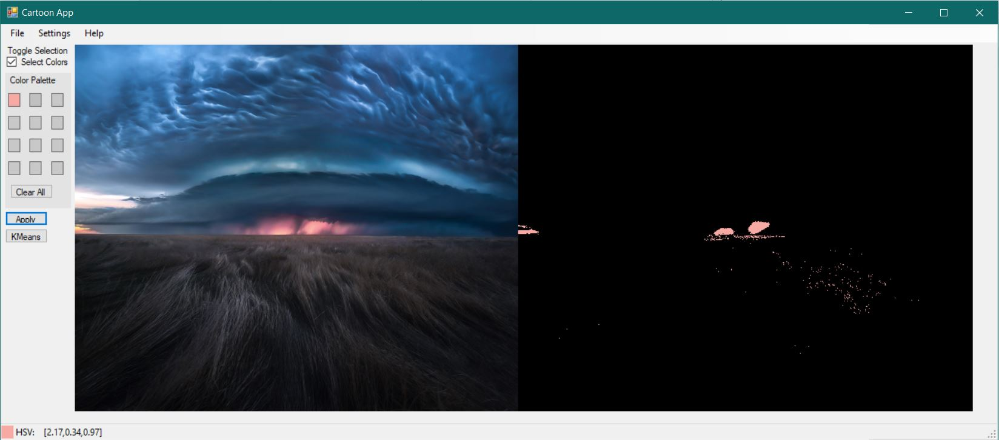 Cartoon App
File Settings Help
Toggle Selection
Select Colors
Color Palette
Clear All
Apply
KMeans
HSV: [2.17,0.34,0.97]